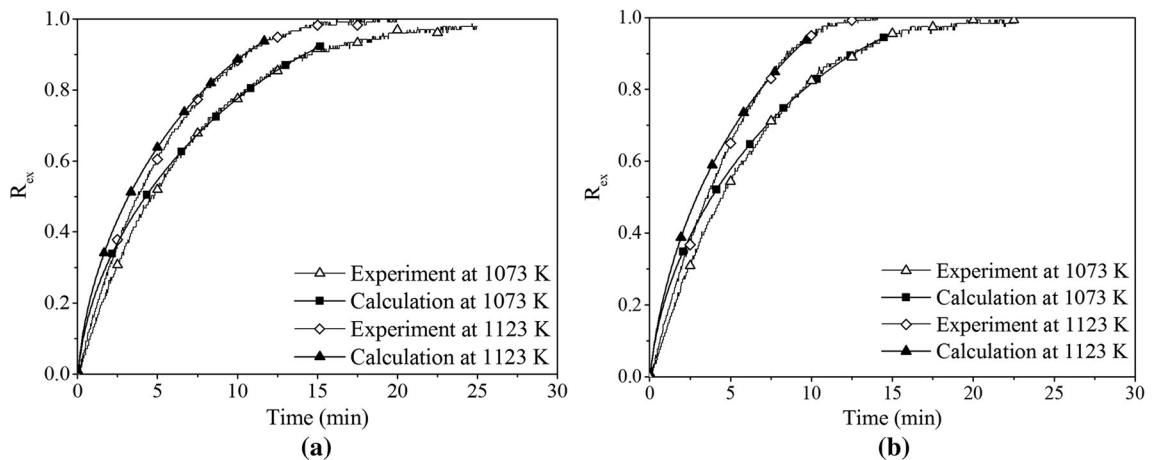 1.0
0.8
0.6
0.4
0.2
0.0
R_ex
Experiment at 1073 K
Calculation at 1073 K
Experiment at 1123 K
Calculation at 1123 K
0 5 10 15 20 25 30
Time (min)
(a)
1.0
0.8
0.6
0.4
0.2
0.0
R_ex
Experiment at 1073 K
Calculation at 1073 K
Experiment at 1123 K
Calculation at 1123 K
0 5 10 15 20 25 30
Time (min)
(b)